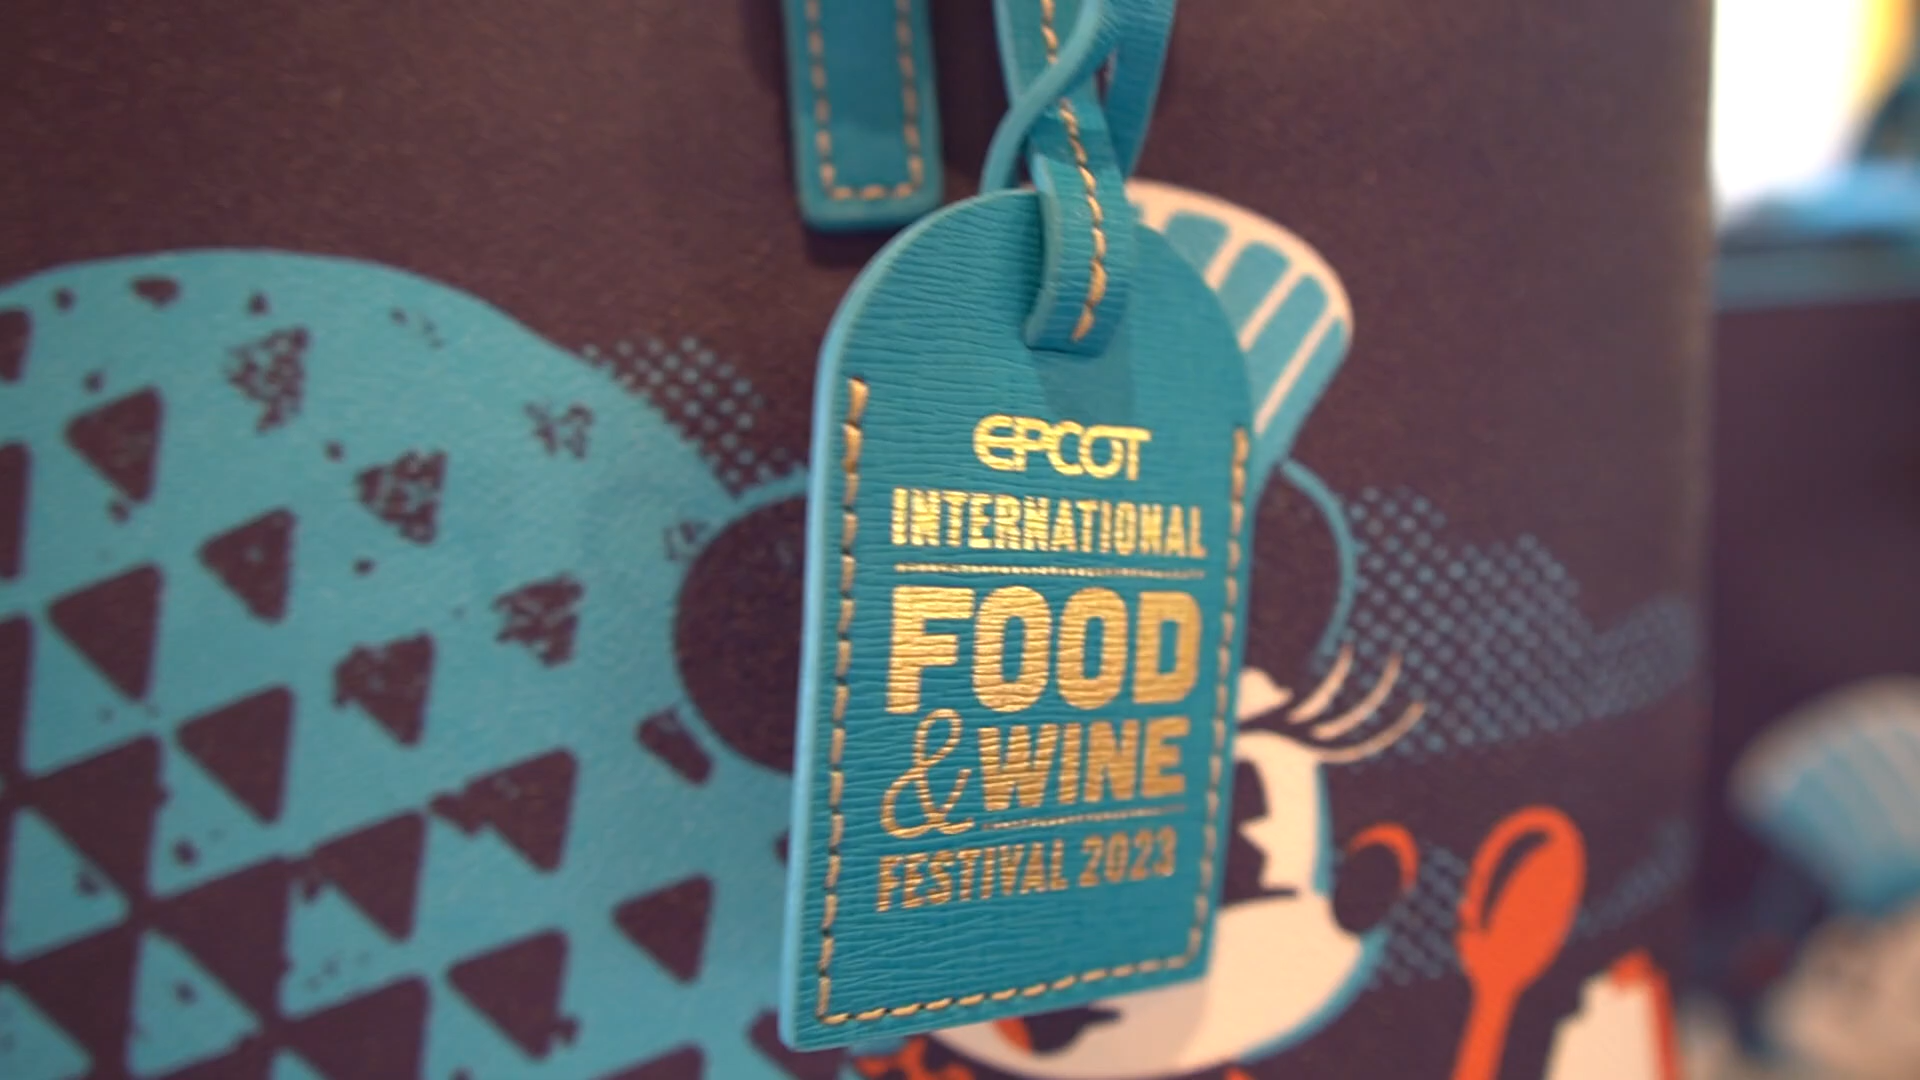 EPCOT
INTERNATIONAL
FOOD
& WINE
FESTIVAL 2023